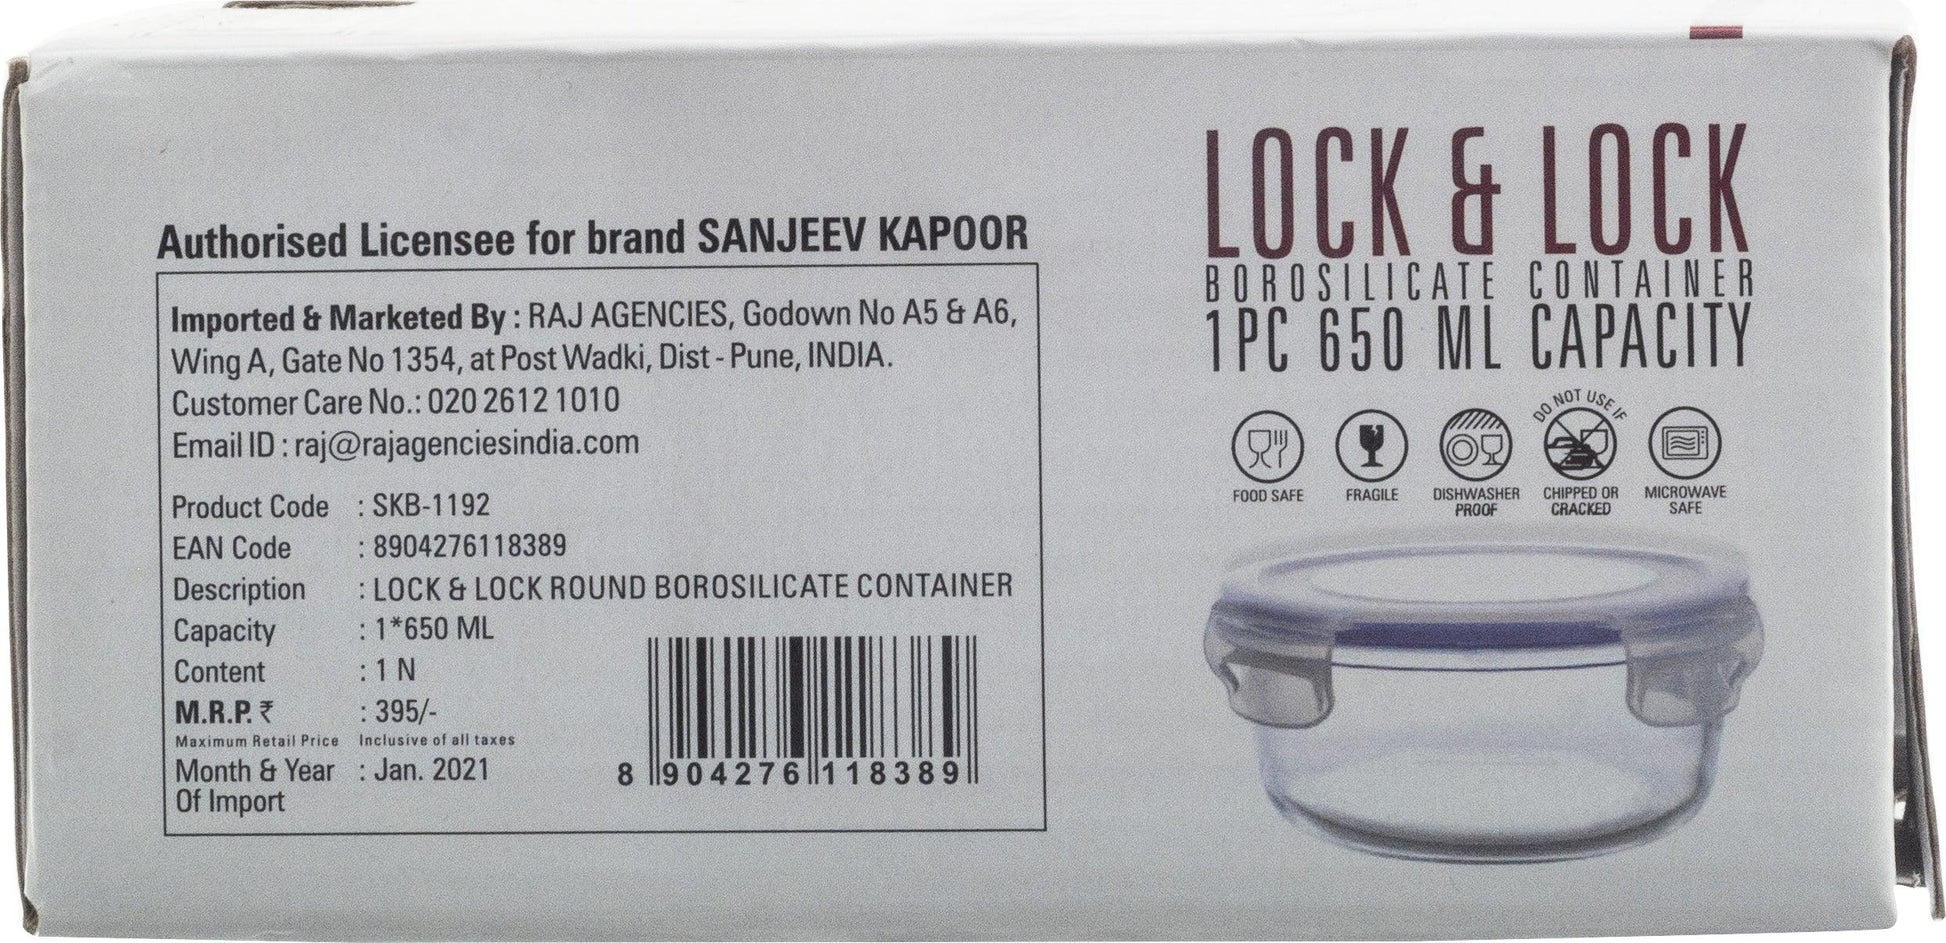 Authorised Licensee for brand SANJEEV KAPOOR
Imported & Marketed By : RAJ AGENCIES, Godown No A5 & A6,
Wing A, Gate No 1354, at Post Wadki, Dist - Pune, INDIA.
Customer Care No.: 020 2612 1010
Email ID : raj@rajagenciesindia.com
Product Code : SKB-1192
EAN Code : 8904276118389
Description : LOCK & LOCK ROUND BOROSILICATE CONTAINER
Capacity : 1*650 ML
Content : 1 N
M.R.P. ₹ : 395/-
Maximum Retail Price Inclusive of all taxes
Month & Year : Jan. 2021
Of Import
8 904276 118389
LOCK & LOCK
BOROSILICATE CONTAINER
1PC 650 ML CAPACITY
DO NOT USE IF
FOOD SAFE
FRAGILE
DISHWASHER
PROOF
CHIPPED OR
CRACKED
MICROWAVE
SAFE